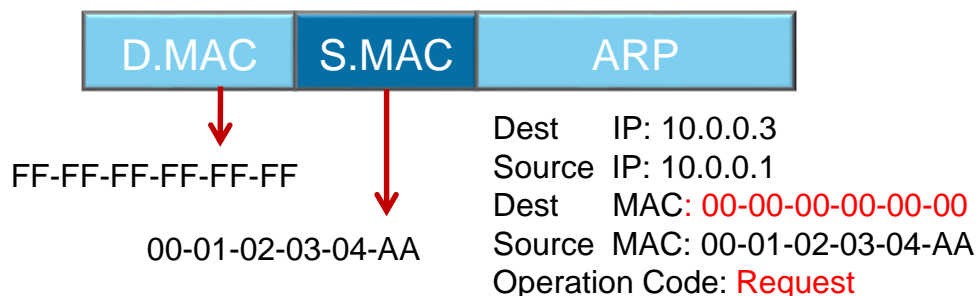 D.MAC S.MAC ARP
FF-FF-FF-FF-FF-FF
00-01-02-03-04-AA
Dest IP: 10.0.0.3
Source IP: 10.0.0.1
Dest MAC: 00-00-00-00-00-00
Source MAC: 00-01-02-03-04-AA
Operation Code: Request